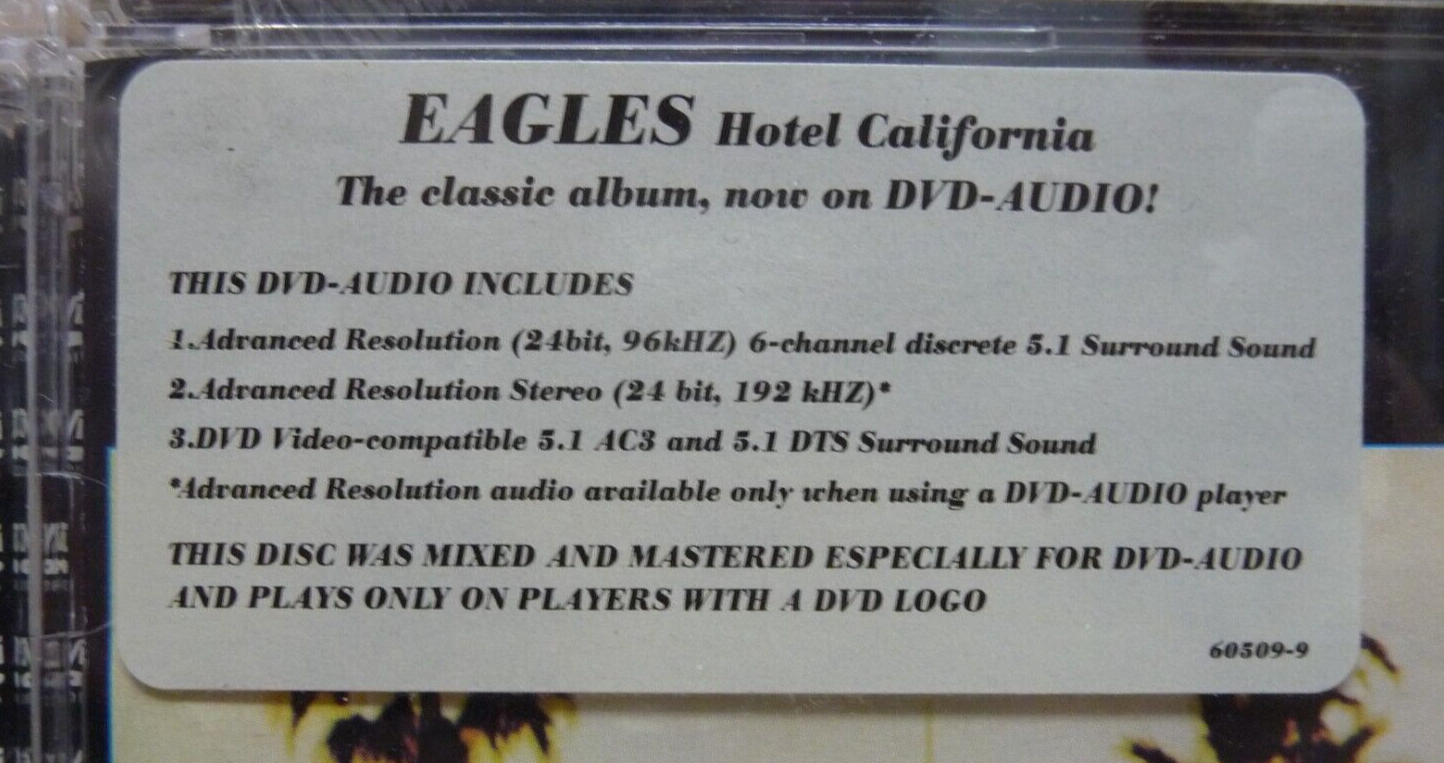 EAGLES Hotel California
The classic album, now on DVD-AUDIO!
THIS DVD-AUDIO INCLUDES
1.Advanced Resolution (24bit, 96kHZ) 6-channel discrete 5.1 Surround Sound
2.Advanced Resolution Stereo (24 bit, 192 kHZ)*
3.DVD Video-compatible 5.1 AC3 and 5.1 DTS Surround Sound
*Advanced Resolution audio available only when using a DVD-AUDIO player
THIS DISC WAS MIXED AND MASTERED ESPECIALLY FOR DVD-AUDIO
AND PLAYS ONLY ON PLAYERS WITH A DVD LOGO
60509-9